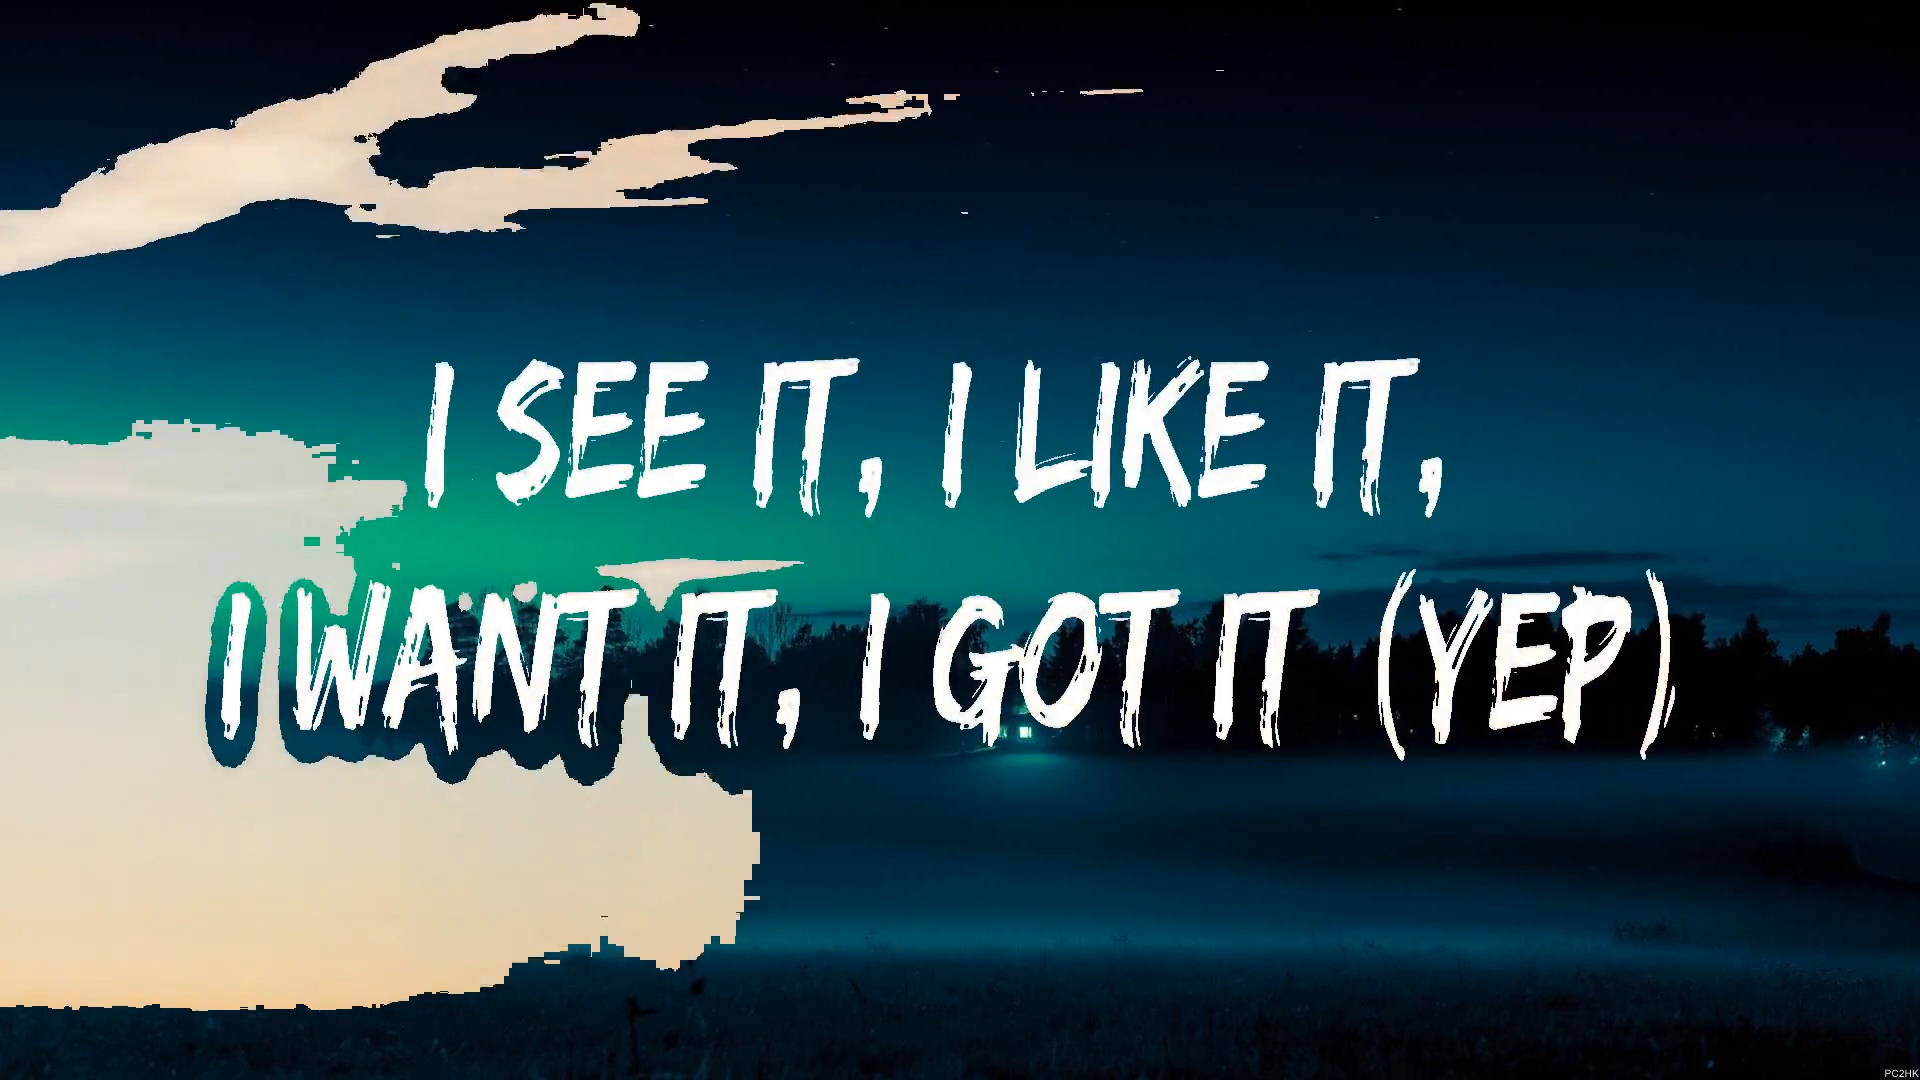 I SEE IT, I LIKE IT,
I WANT IT, I GOT IT (YEP)
PC2HK